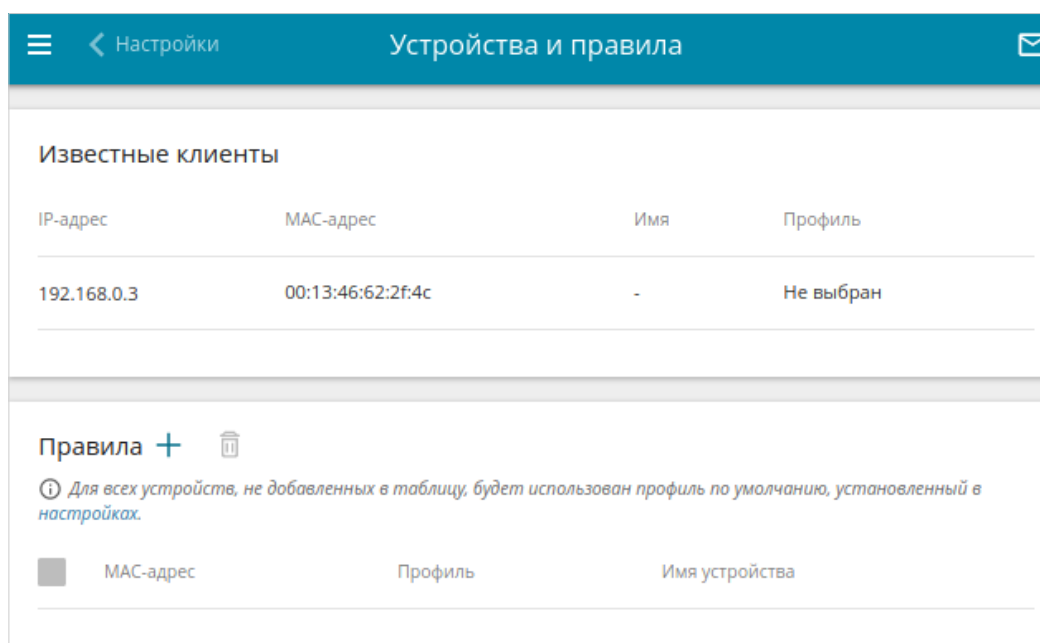 Настройки Устройства и правила
Известные клиенты
IP-адрес MAC-адрес Имя Профиль
192.168.0.3 00:13:46:62:2f:4c - Не выбран
Правила
Для всех устройств, не добавленных в таблицу, будет использован профиль по умолчанию, установленный в
настройках.
MAC-адрес Профиль Имя устройства